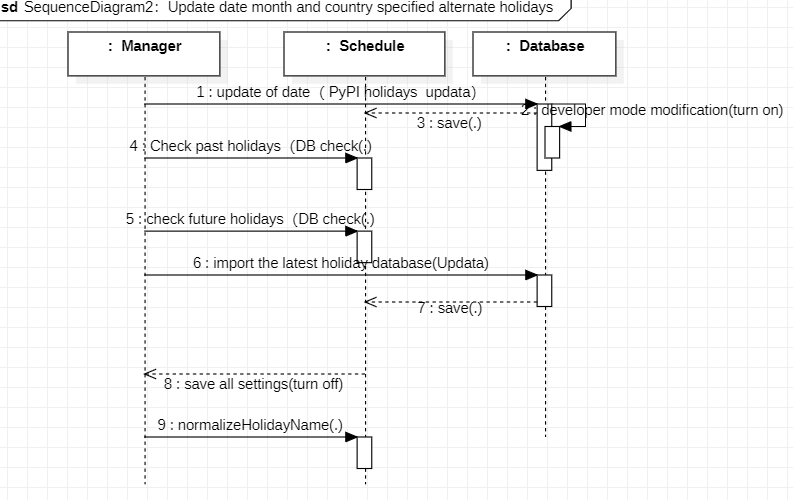 sd SequenceDiagram2: Update date month and country specified alternate holidays
: Manager
: Schedule
: Database
1 : update of date ( PyPI holidays updata)
2 : developer mode modification(turn on)
3 : save(.)
4 : Check past holidays (DB check(.)
5 : check future holidays (DB check(.)
6 : import the latest holiday database(Updata)
7 : save(.)
8 : save all settings(turn off)
9 : normalizeHolidayName(.)